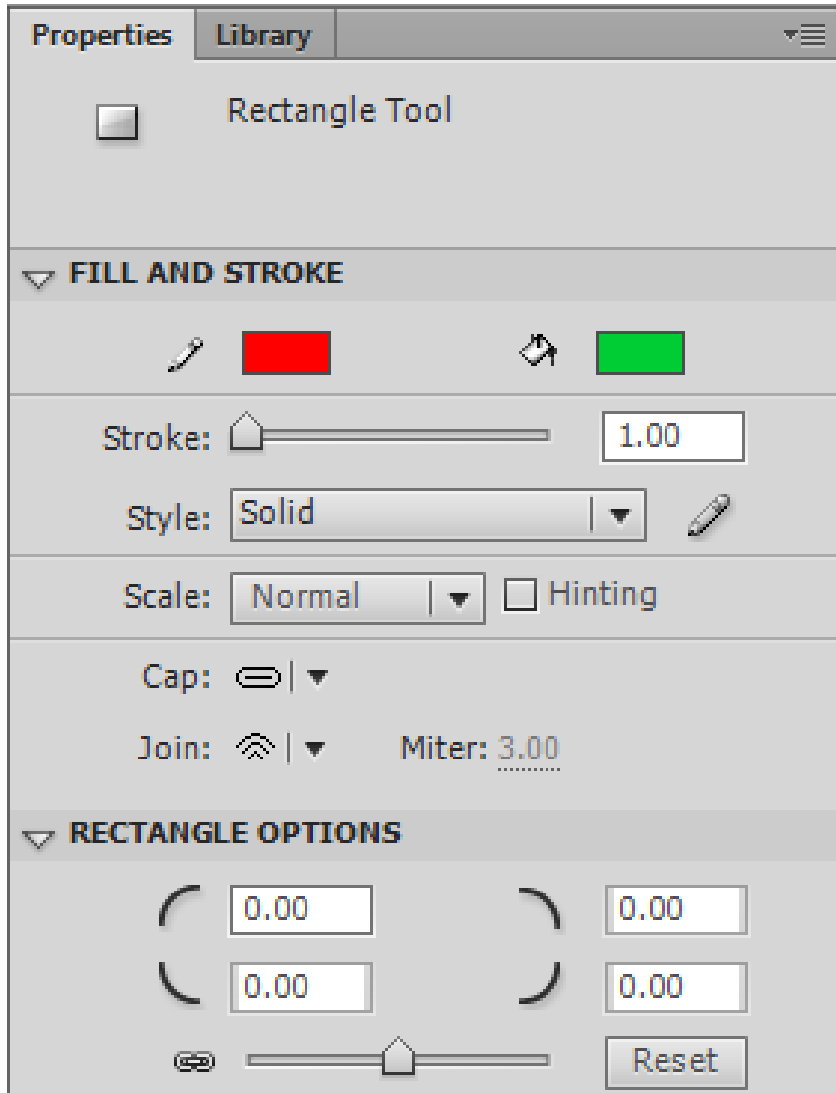 Properties Library
Rectangle Tool
FILL AND STROKE
Stroke: 1.00
Style: Solid
Scale: Normal Hinting
Cap:
Join: Miter: 3.00
RECTANGLE OPTIONS
0.00 0.00
0.00 0.00
Reset